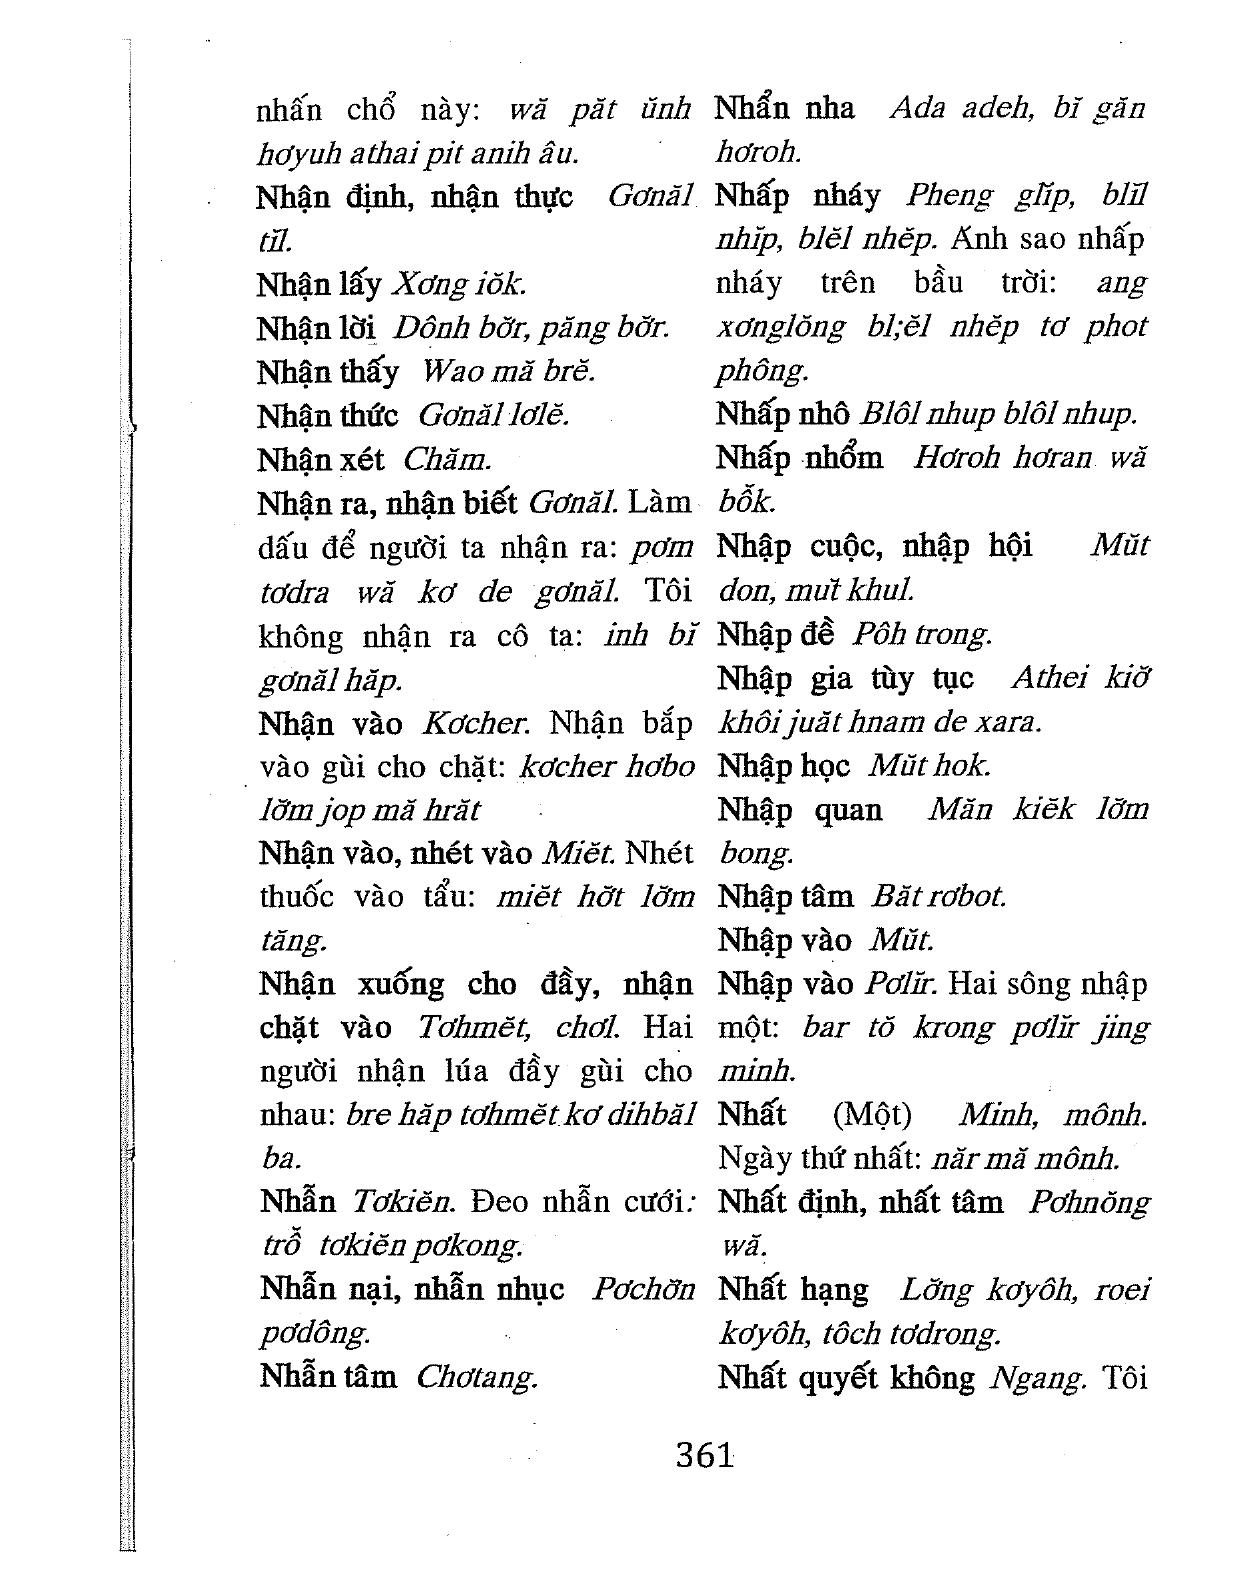 nhấn chổ này: wă păt ŭnh
hơyuh athai pit anih âu.
Nhận định, nhận thực Gơnăl
tĭl.
Nhận lấy Xơng iŏk.
Nhận lời Dônh bơ̆r, păng bơ̆r.
Nhận thấy Wao mă brĕ.
Nhận thức Gơnăl lơlĕ.
Nhận xét Chăm.
Nhận ra, nhận biết Gơnăl. Làm
dấu để người ta nhận ra: pơm
tơdra wă kơ de gơnăl. Tôi
không nhận ra cô ta: inh bĭ
gơnăl hăp.
Nhận vào Kơcher. Nhận bắp
vào gùi cho chặt: kơcher hơbo
lơ̆m jop mă hrăt
Nhận vào, nhét vào Miĕt. Nhét
thuốc vào tẩu: miĕt hơ̆t lơ̆m
tăng.
Nhận xuống cho đầy, nhận
chặt vào Tơhmĕt, chơl. Hai
người nhận lúa đầy gùi cho
nhau: bre hăp tơhmĕt kơ dihbăl
ba.
Nhẫn Tơkiĕn. Đeo nhẫn cưới:
trỗ tơkiĕn pơkong.
Nhẫn nại, nhẫn nhục Pơchơ̆n
pơdông.
Nhẫn tâm Chơtang.
Nhẩn nha Ada adeh, bĭ găn
hơroh.
Nhấp nháy Pheng glĭp, blĭl
nhĭp, blĕl nhĕp. Ánh sao nhấp
nháy trên bầu trời: ang
xơnglŏng bl;ĕl nhĕp tơ phot
phông.
Nhấp nhô Blôl nhup blôl nhup.
Nhấp nhổm Hơroh hơran wă
bỗk.
Nhập cuộc, nhập hội Mŭt
don, mut̆ khul.
Nhập đề Pôh trong.
Nhập gia tùy tục Athei kiơ̆
khôi juăt hnam de xara.
Nhập học Mŭt hok.
Nhập quan Măn kiĕk lơ̆m
bong.
Nhập tâm Băt rơbot.
Nhập vào Mŭt.
Nhập vào Pơlĭr. Hai sông nhập
một: bar tŏ krong pơlĭr jing
minh.
Nhất (Một) Minh, mônh.
Ngày thứ nhất: năr mă mônh.
Nhất định, nhất tâm Pơhnŏng
wă.
Nhất hạng Lơ̆ng kơyôh, roei
kơyôh, tôch tơdrong.
Nhất quyết không Ngang. Tôi
361